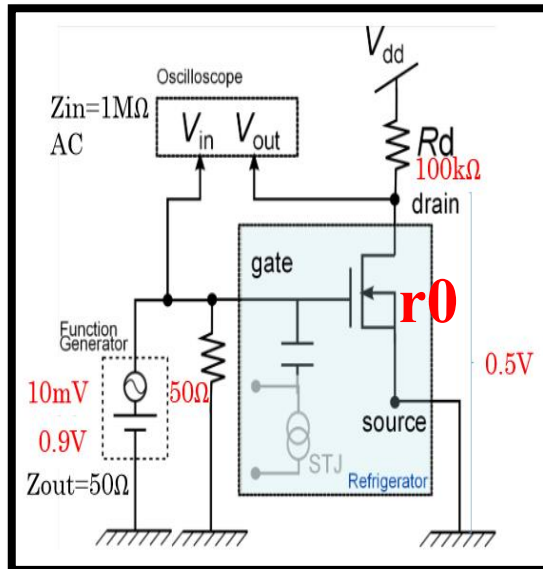 Vdd
Oscilloscope
Zin=1MΩ
AC
Vin Vout
Rd
100kΩ
drain
gate
r0
Function
Generator
10mV
50Ω
0.9V
0.5V
source
STJ
Refrigerator
Zout=50Ω